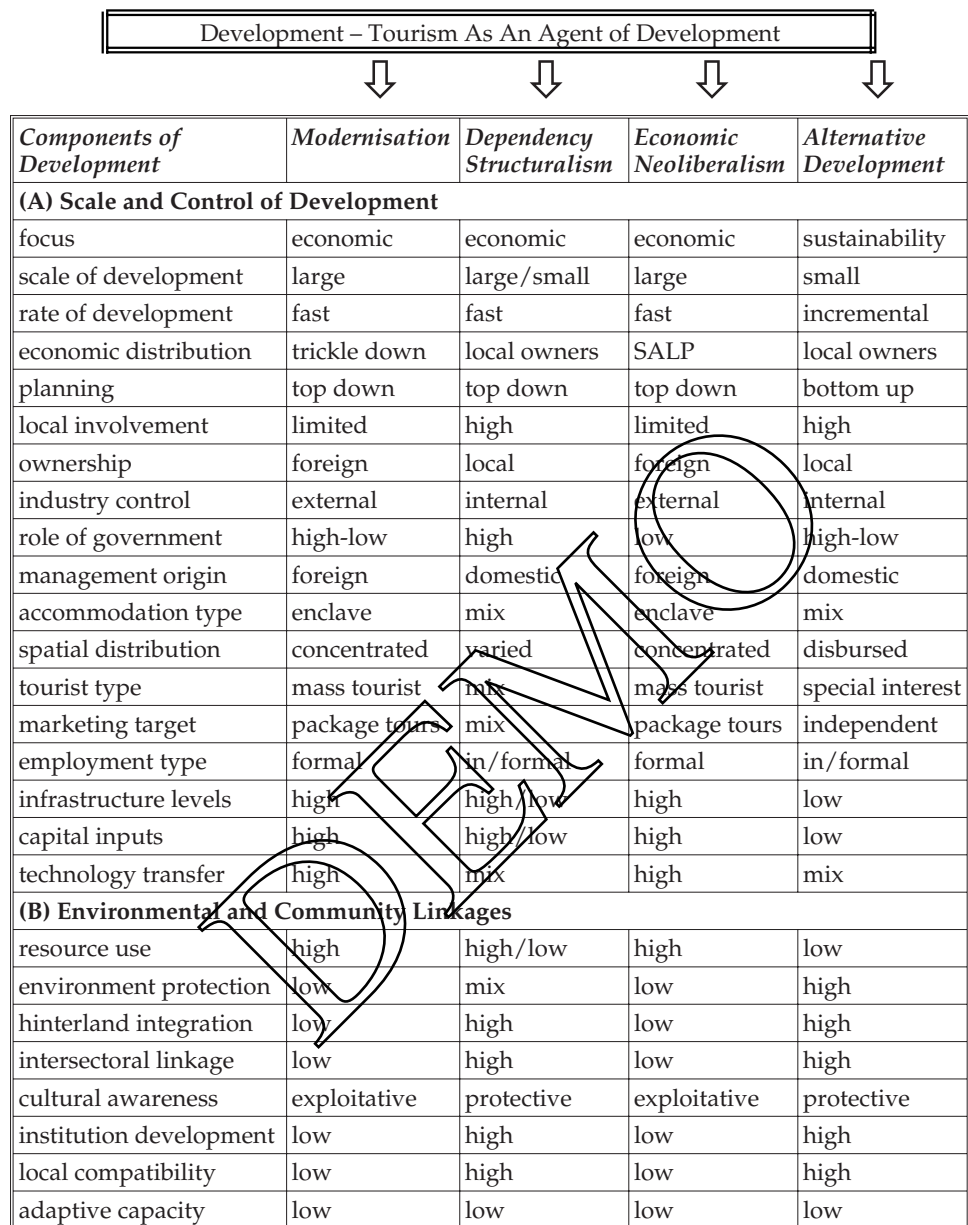 Development – Tourism As An Agent of Development
Components of Development Modernisation Dependency Structuralism Economic Neoliberalism Alternative Development
(A) Scale and Control of Development
focus economic economic economic sustainability
scale of development large large/small large small
rate of development fast fast fast incremental
economic distribution trickle down local owners SALP local owners
planning top down top down top down bottom up
local involvement limited high limited high
ownership foreign local foreign local
industry control external internal external internal
role of government high-low high low high-low
management origin foreign domestic foreign domestic
accommodation type enclave mix enclave mix
spatial distribution concentrated varied concentrated disbursed
tourist type mass tourist mix mass tourist special interest
marketing target package tours mix package tours independent
employment type formal in/formal formal in/formal
infrastructure levels high high/low high low
capital inputs high high/low high low
technology transfer high mix high mix
(B) Environmental and Community Linkages
resource use high high/low high low
environment protection low mix low high
hinterland integration low high low high
intersectoral linkage low high low high
cultural awareness exploitative protective exploitative protective
institution development low high low high
local compatibility low high low high
adaptive capacity low low low low
DEMO